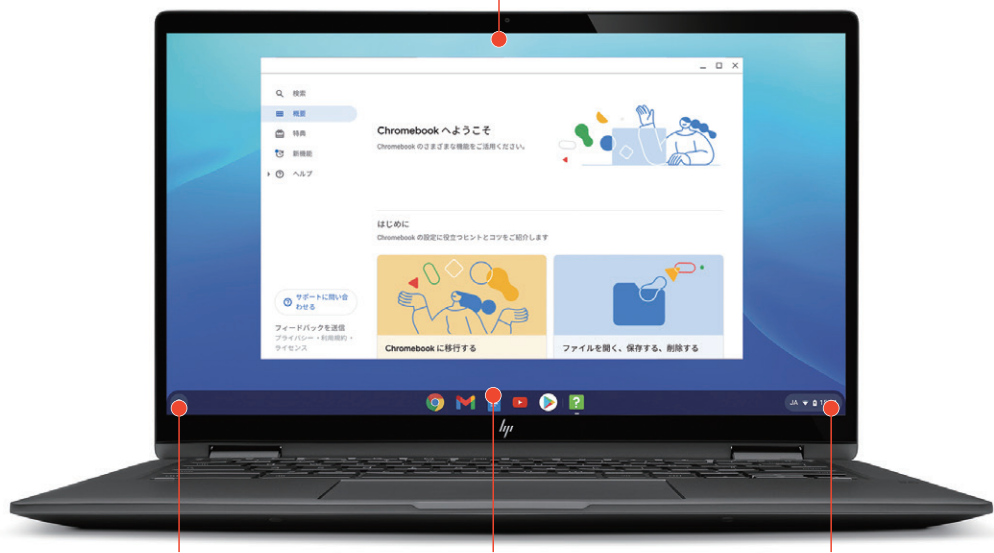 検索
概要
特典
新機能
ヘルプ
Chromebook へようこそ
Chromebook のさまざまな機能をご活用ください。
はじめに
Chromebook の設定に役立つヒントとコツをご紹介します
Chromebook に移行する
ファイルを開く、保存する、削除する
サポートに問い合
わせる
フィードバックを送信
プライバシー・利用規約・
ライセンス
JA
hp